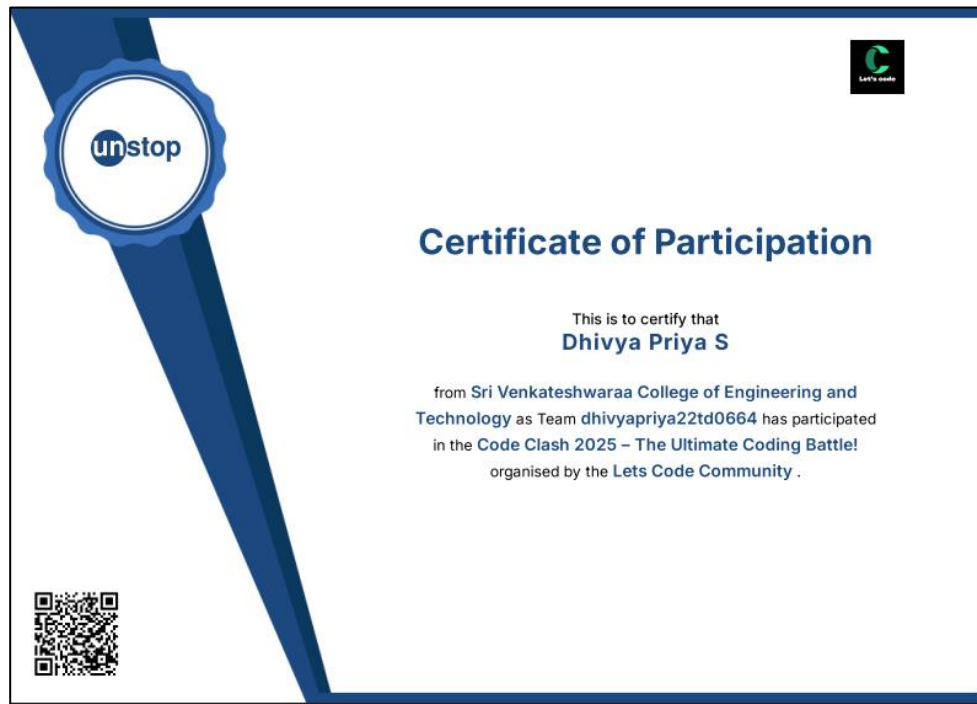 unstop
Let's code
Certificate of Participation
This is to certify that
Dhivya Priya S
from Sri Venkateshwaraa College of Engineering and
Technology as Team dhivyapriya22td0664 has participated
in the Code Clash 2025 – The Ultimate Coding Battle!
organised by the Lets Code Community .